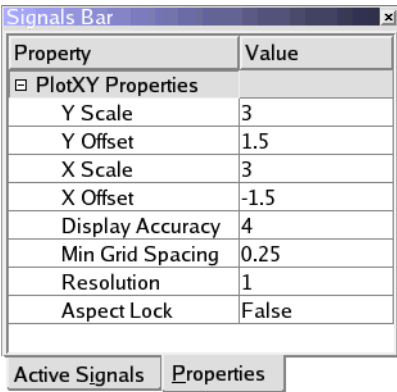 Signals Bar
Property Value
PlotXY Properties
Y Scale 3
Y Offset 1.5
X Scale 3
X Offset -1.5
Display Accuracy 4
Min Grid Spacing 0.25
Resolution 1
Aspect Lock False
Active Signals Properties